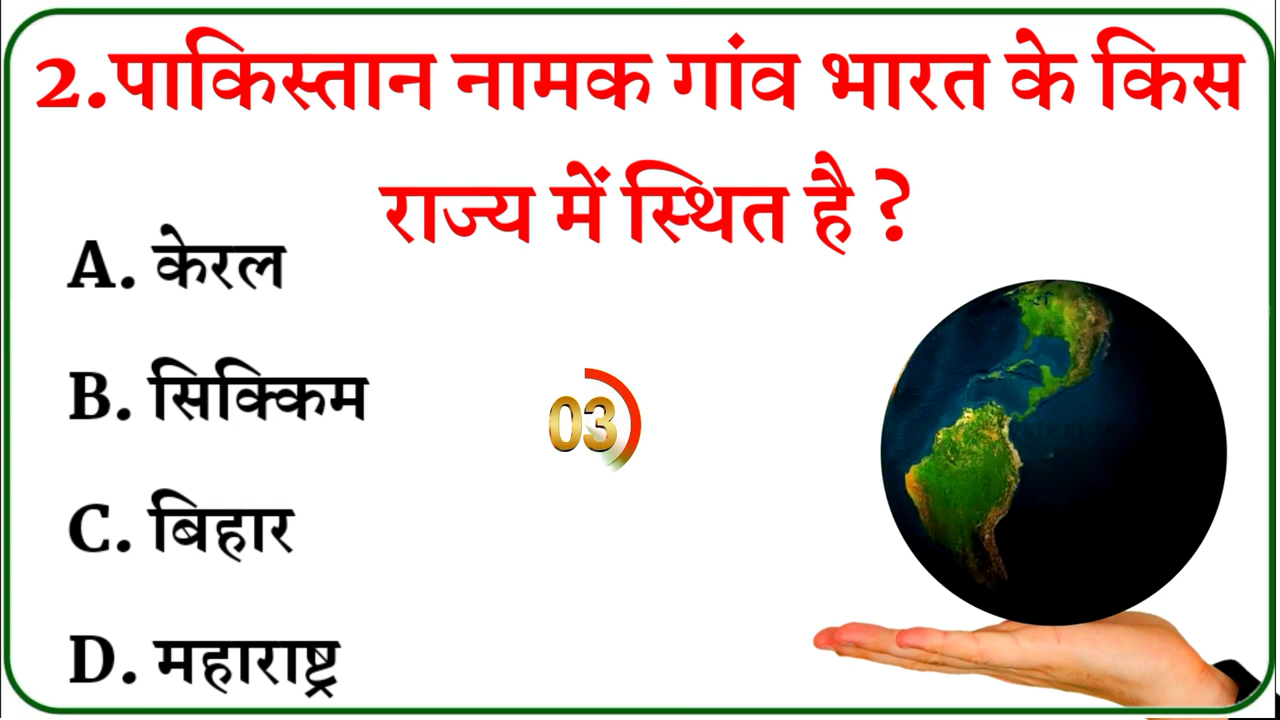 2.पाकिस्तान नामक गांव भारत के किस
राज्य में स्थित है ?
A. केरल
B. सिक्किम
03
C. बिहार
D. महाराष्ट्र